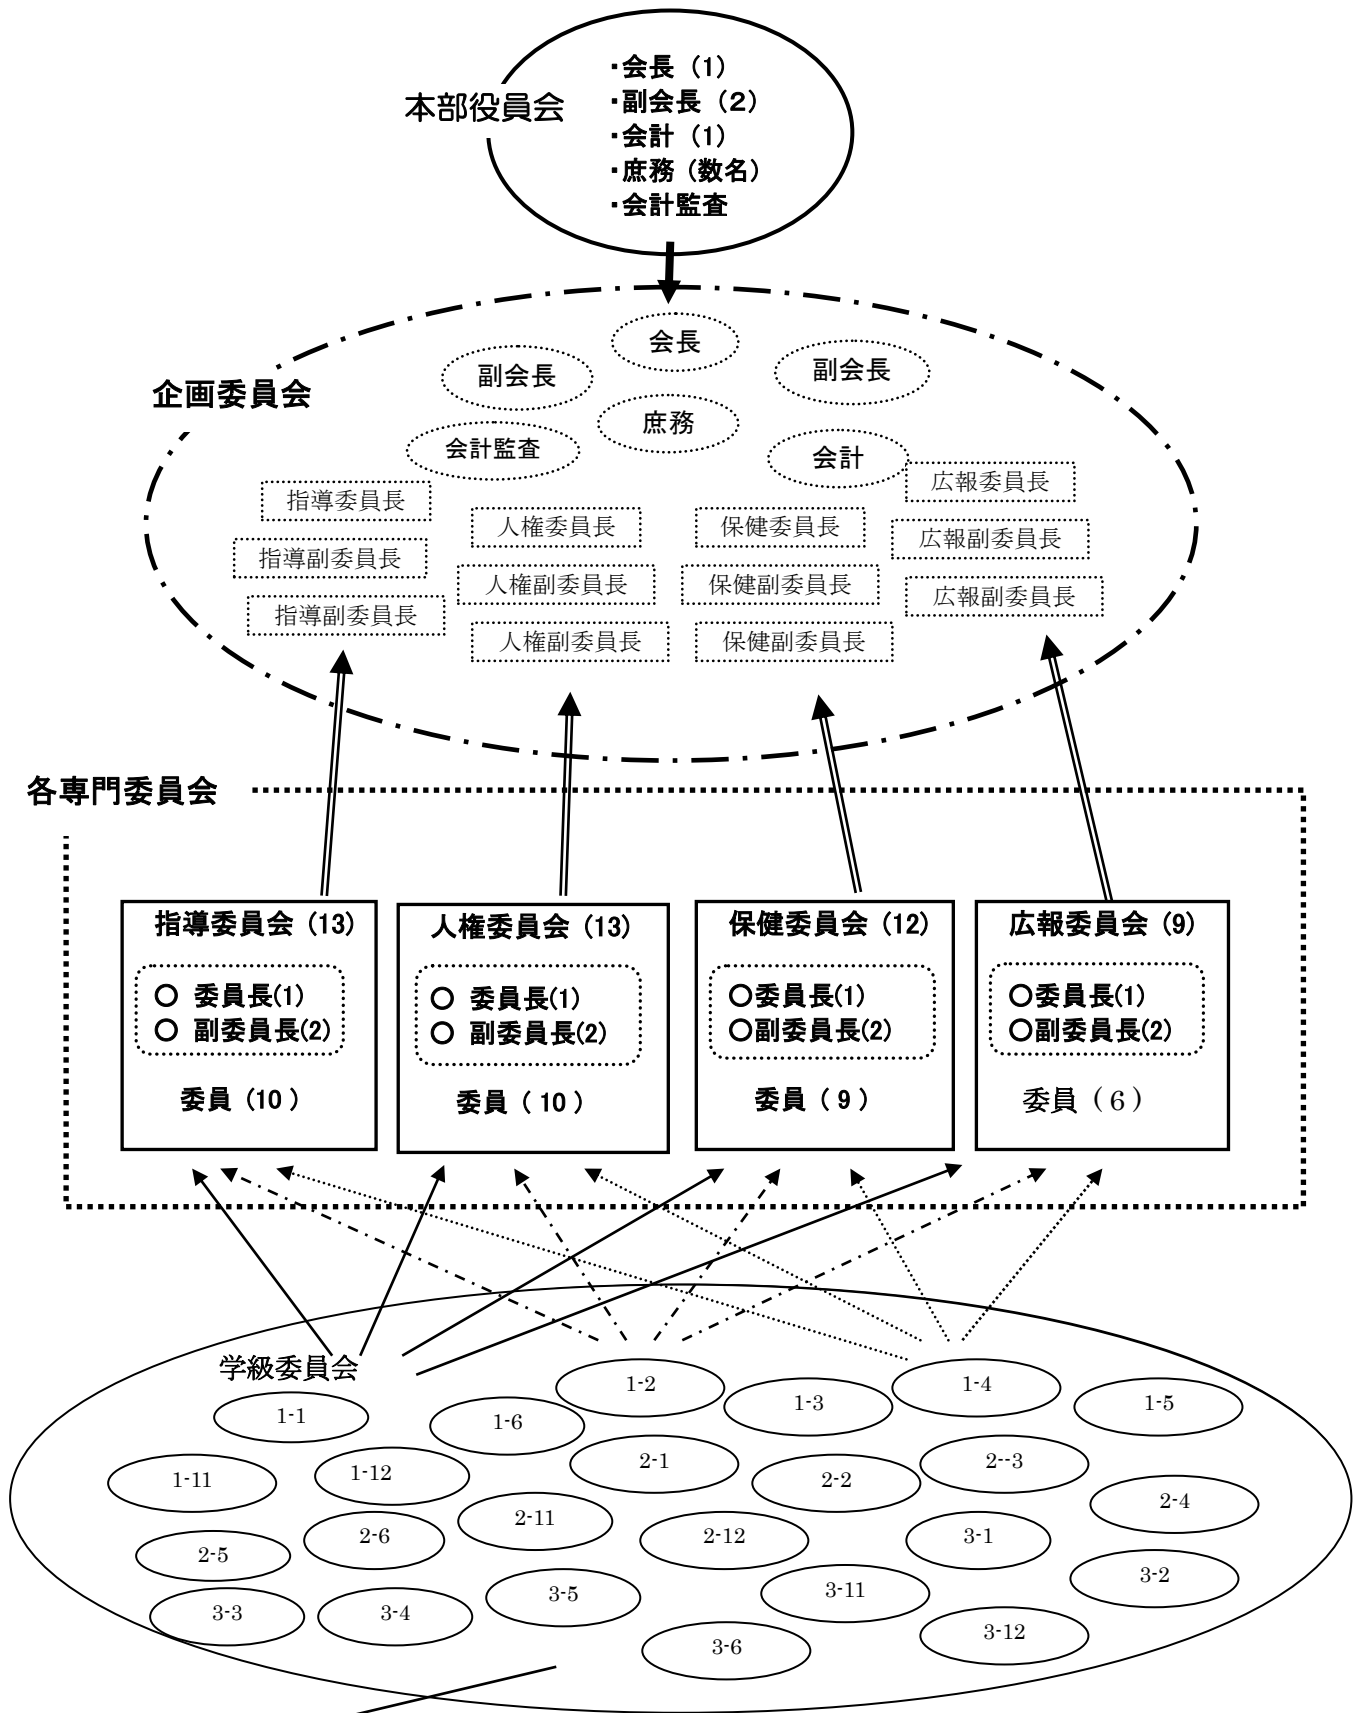 本部役員会
・会長（1）
・副会長（２）
・会計（1）
・庶務（数名）
・会計監査
企画委員会
会長
副会長
副会長
庶務
会計監査
会計
指導委員長
指導副委員長
指導副委員長
人権委員長
人権副委員長
人権副委員長
保健委員長
保健副委員長
保健副委員長
広報委員長
広報副委員長
広報副委員長
各専門委員会
指導委員会（13）
○ 委員長(1)
○ 副委員長(2)
委員（10 ）
人権委員会（13）
○ 委員長(1)
○ 副委員長(2)
委員（ 10 ）
保健委員会（12）
○委員長(1)
○副委員長(2)
委員（ 9 ）
広報委員会（9）
○委員長(1)
○副委員長(2)
委員（ 6 ）
学級委員会
1-1
1-6
1-2
1-3
1-4
1-5
1-11
1-12
2-1
2-2
2--3
2-4
2-5
2-6
2-11
2-12
3-1
3-2
3-3
3-4
3-5
3-11
3-6
3-12